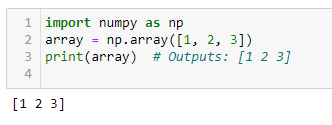 1 import numpy as np
2 array = np.array([1, 2, 3])
3 print(array)  # Outputs: [1 2 3]
4
[1 2 3]